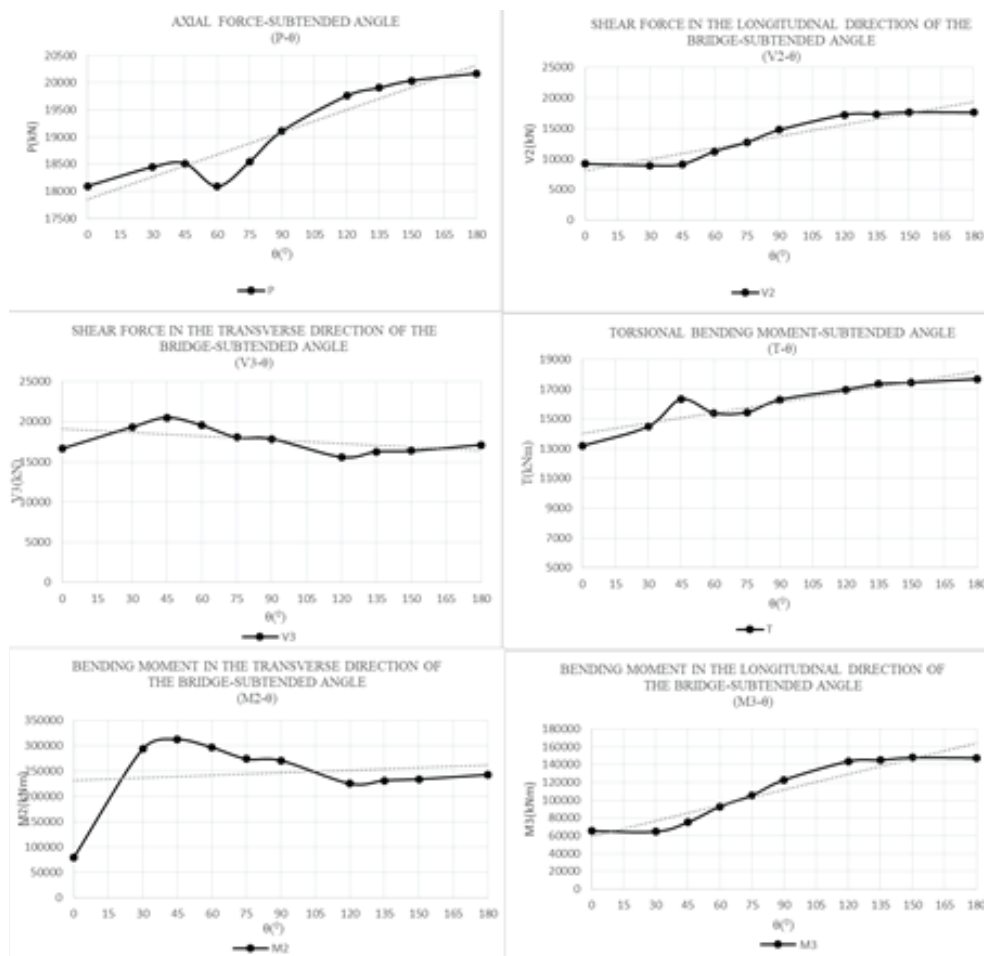 AXIAL FORCE-SUBTENDED ANGLE
(P-θ)
20500
20000
19500
19000
18500
18000
17500
P(kN)
0 15 30 45 60 75 90 105 120 135 150 165 180
θ(⁰)
P
SHEAR FORCE IN THE LONGITUDINAL DIRECTION OF THE
BRIDGE-SUBTENDED ANGLE
(V2-θ)
25000
20000
15000
10000
5000
0
V2(kN)
0 15 30 45 60 75 90 105 120 135 150 165 180
θ(⁰)
V2
SHEAR FORCE IN THE TRANSVERSE DIRECTION OF THE
BRIDGE-SUBTENDED ANGLE
(V3-θ)
25000
20000
15000
10000
5000
0
V3(kN)
0 15 30 45 60 75 90 105 120 135 150 165 180
θ(⁰)
V3
TORSIONAL BENDING MOMENT-SUBTENDED ANGLE
(T-θ)
19000
17000
15000
13000
11000
9000
7000
5000
T(kNm)
0 15 30 45 60 75 90 105 120 135 150 165 180
θ(⁰)
T
BENDING MOMENT IN THE TRANSVERSE DIRECTION OF
THE BRIDGE-SUBTENDED ANGLE
(M2-θ)
350000
300000
250000
200000
150000
100000
50000
0
M2(kNm)
0 15 30 45 60 75 90 105 120 135 150 165 180
θ(⁰)
M2
BENDING MOMENT IN THE LONGITUDINAL DIRECTION OF
THE BRIDGE-SUBTENDED ANGLE
(M3-θ)
180000
160000
140000
120000
100000
80000
60000
40000
20000
0
M3(kNm)
0 15 30 45 60 75 90 105 120 135 150 165 180
θ(⁰)
M3